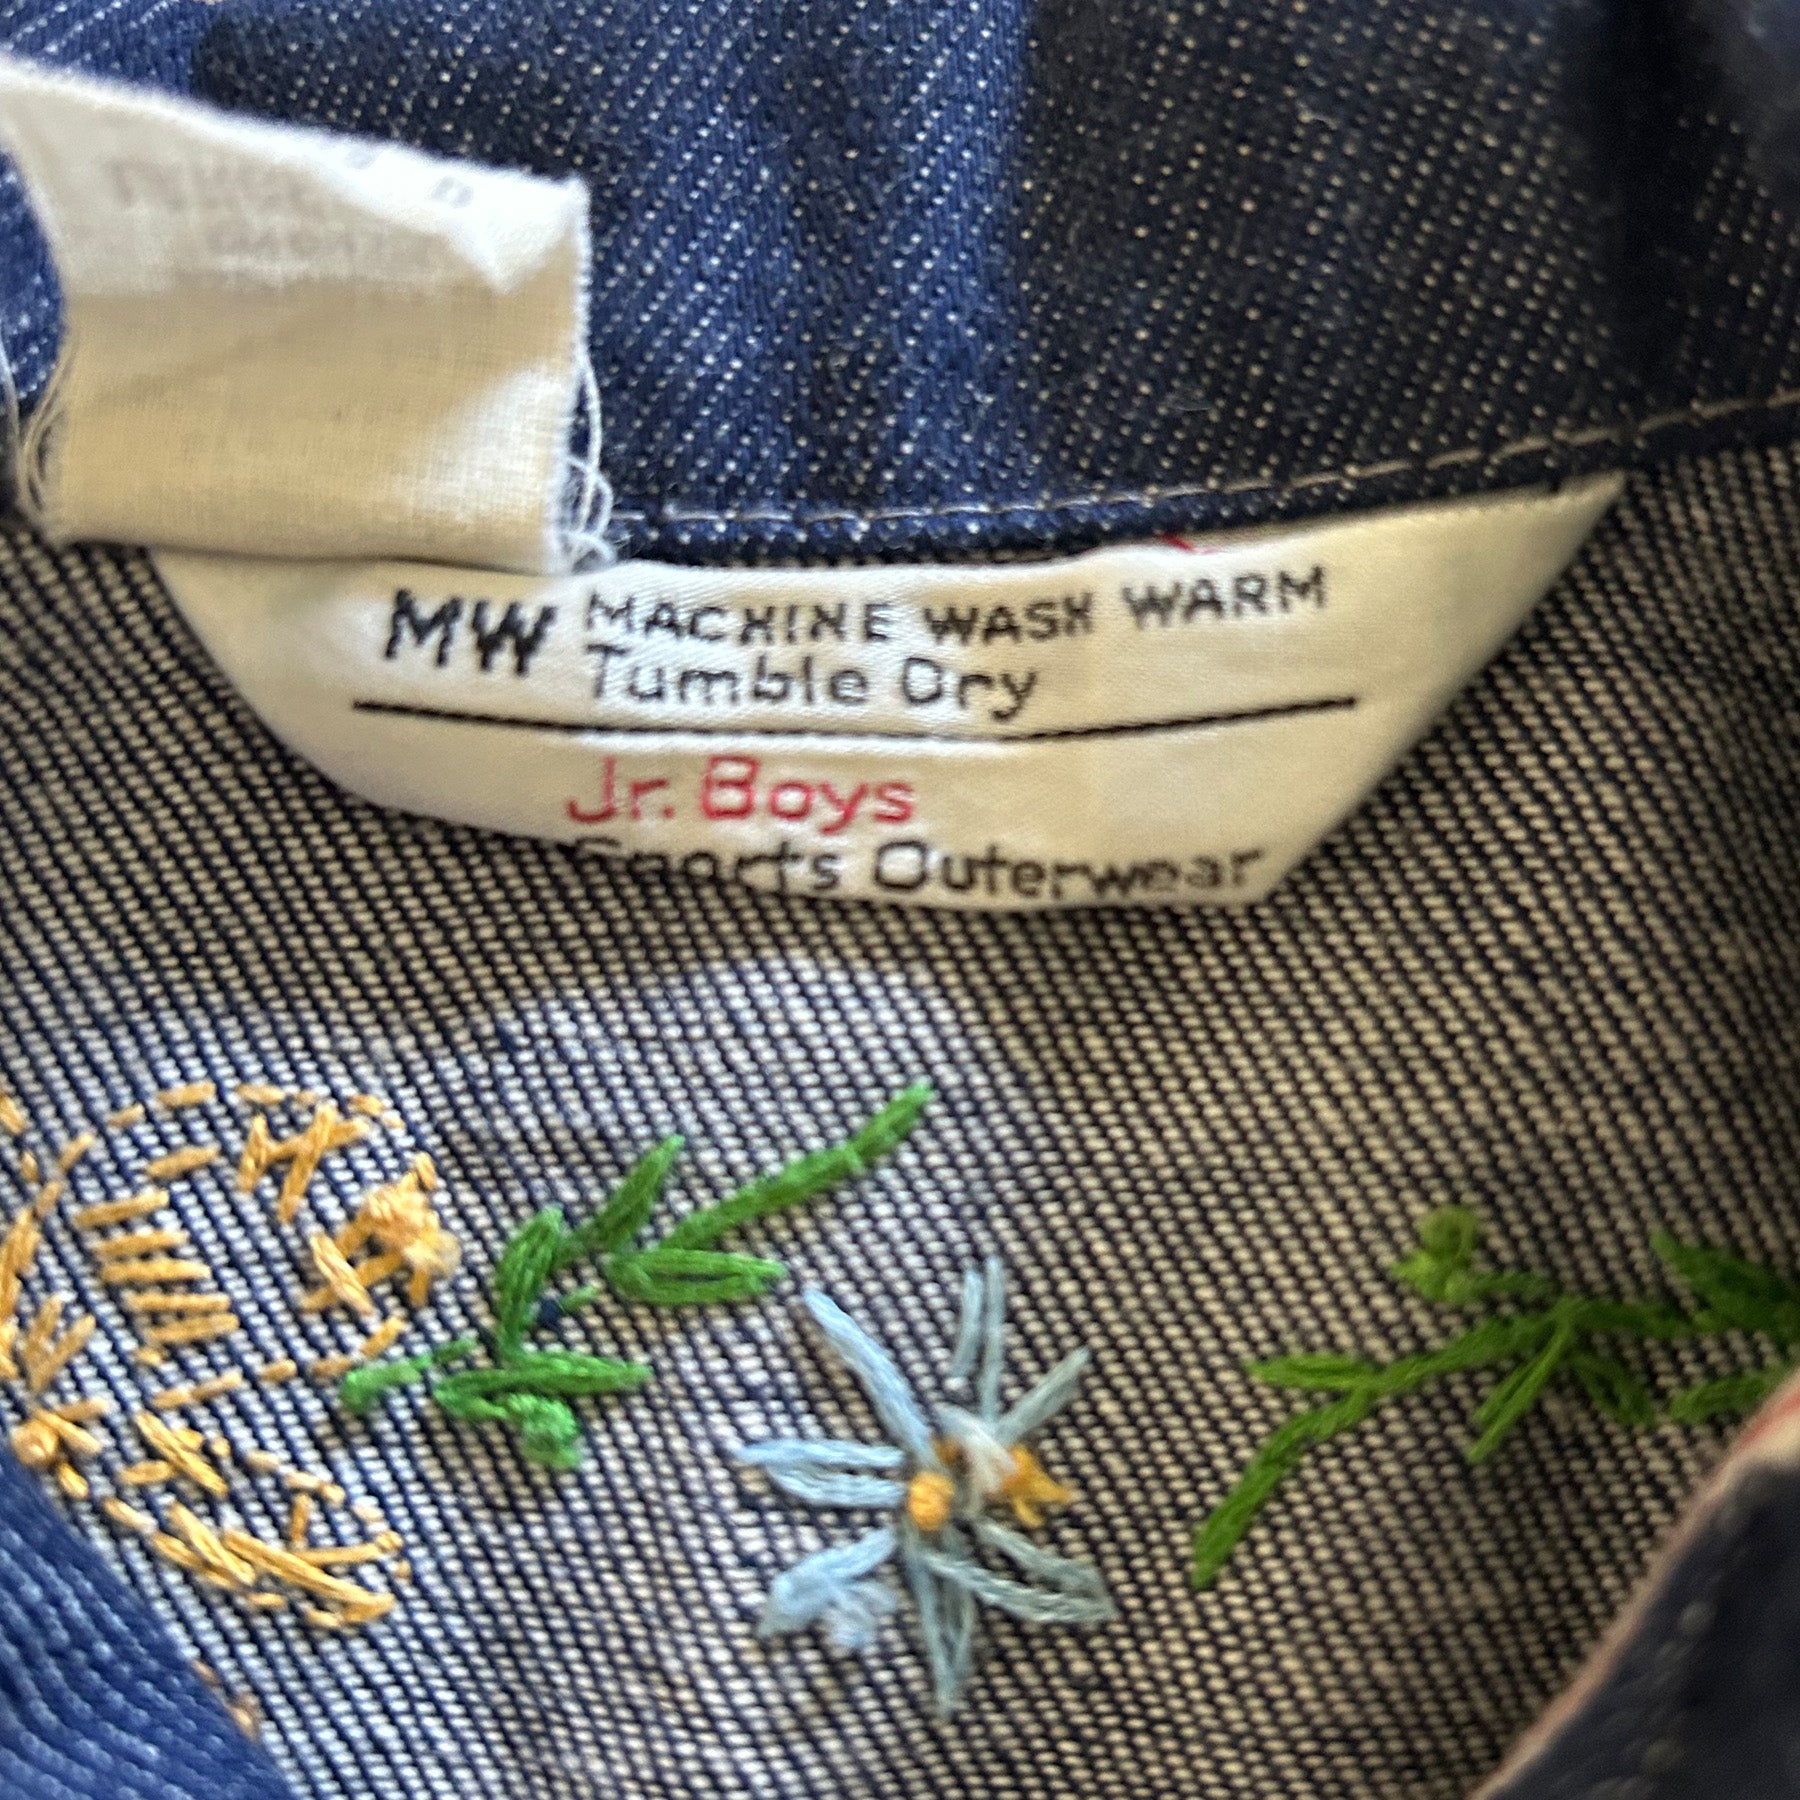 MW MACHINE WASH WARM
Tumble Dry
Jr. Boys
Sports Outerwear